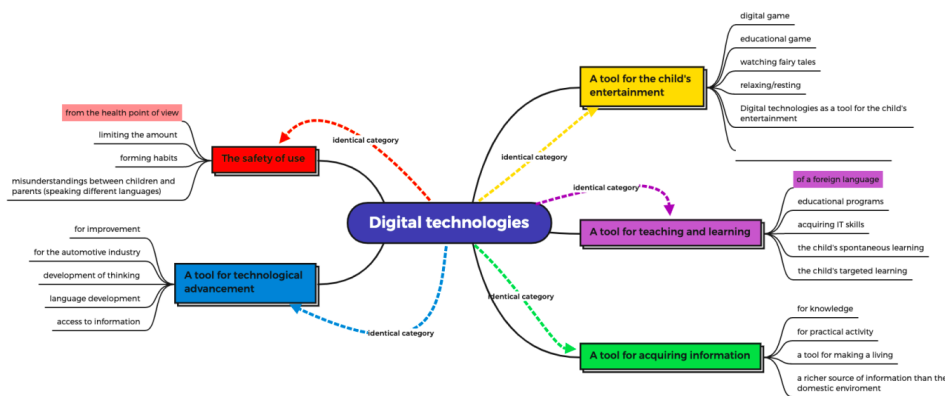 digital game
educational game
watching fairy tales
relaxing/resting
Digital technologies as a tool for the child's
entertainment
A tool for the child's
entertainment
identical category
from the health point of view
limiting the amount
forming habits
misunderstandings between children and
parents (speaking different languages)
The safety of use
identical category
Digital technologies
identical category
of a foreign language
educational programs
acquiring IT skills
the child's spontaneous learning
the child's targeted learning
A tool for teaching and learning
for improvement
for the automotive industry
development of thinking
language development
access to information
A tool for technological
advancement
identical category
identical category
A tool for acquiring information
for knowledge
for practical activity
a tool for making a living
a richer source of information than the
domestic enviroment